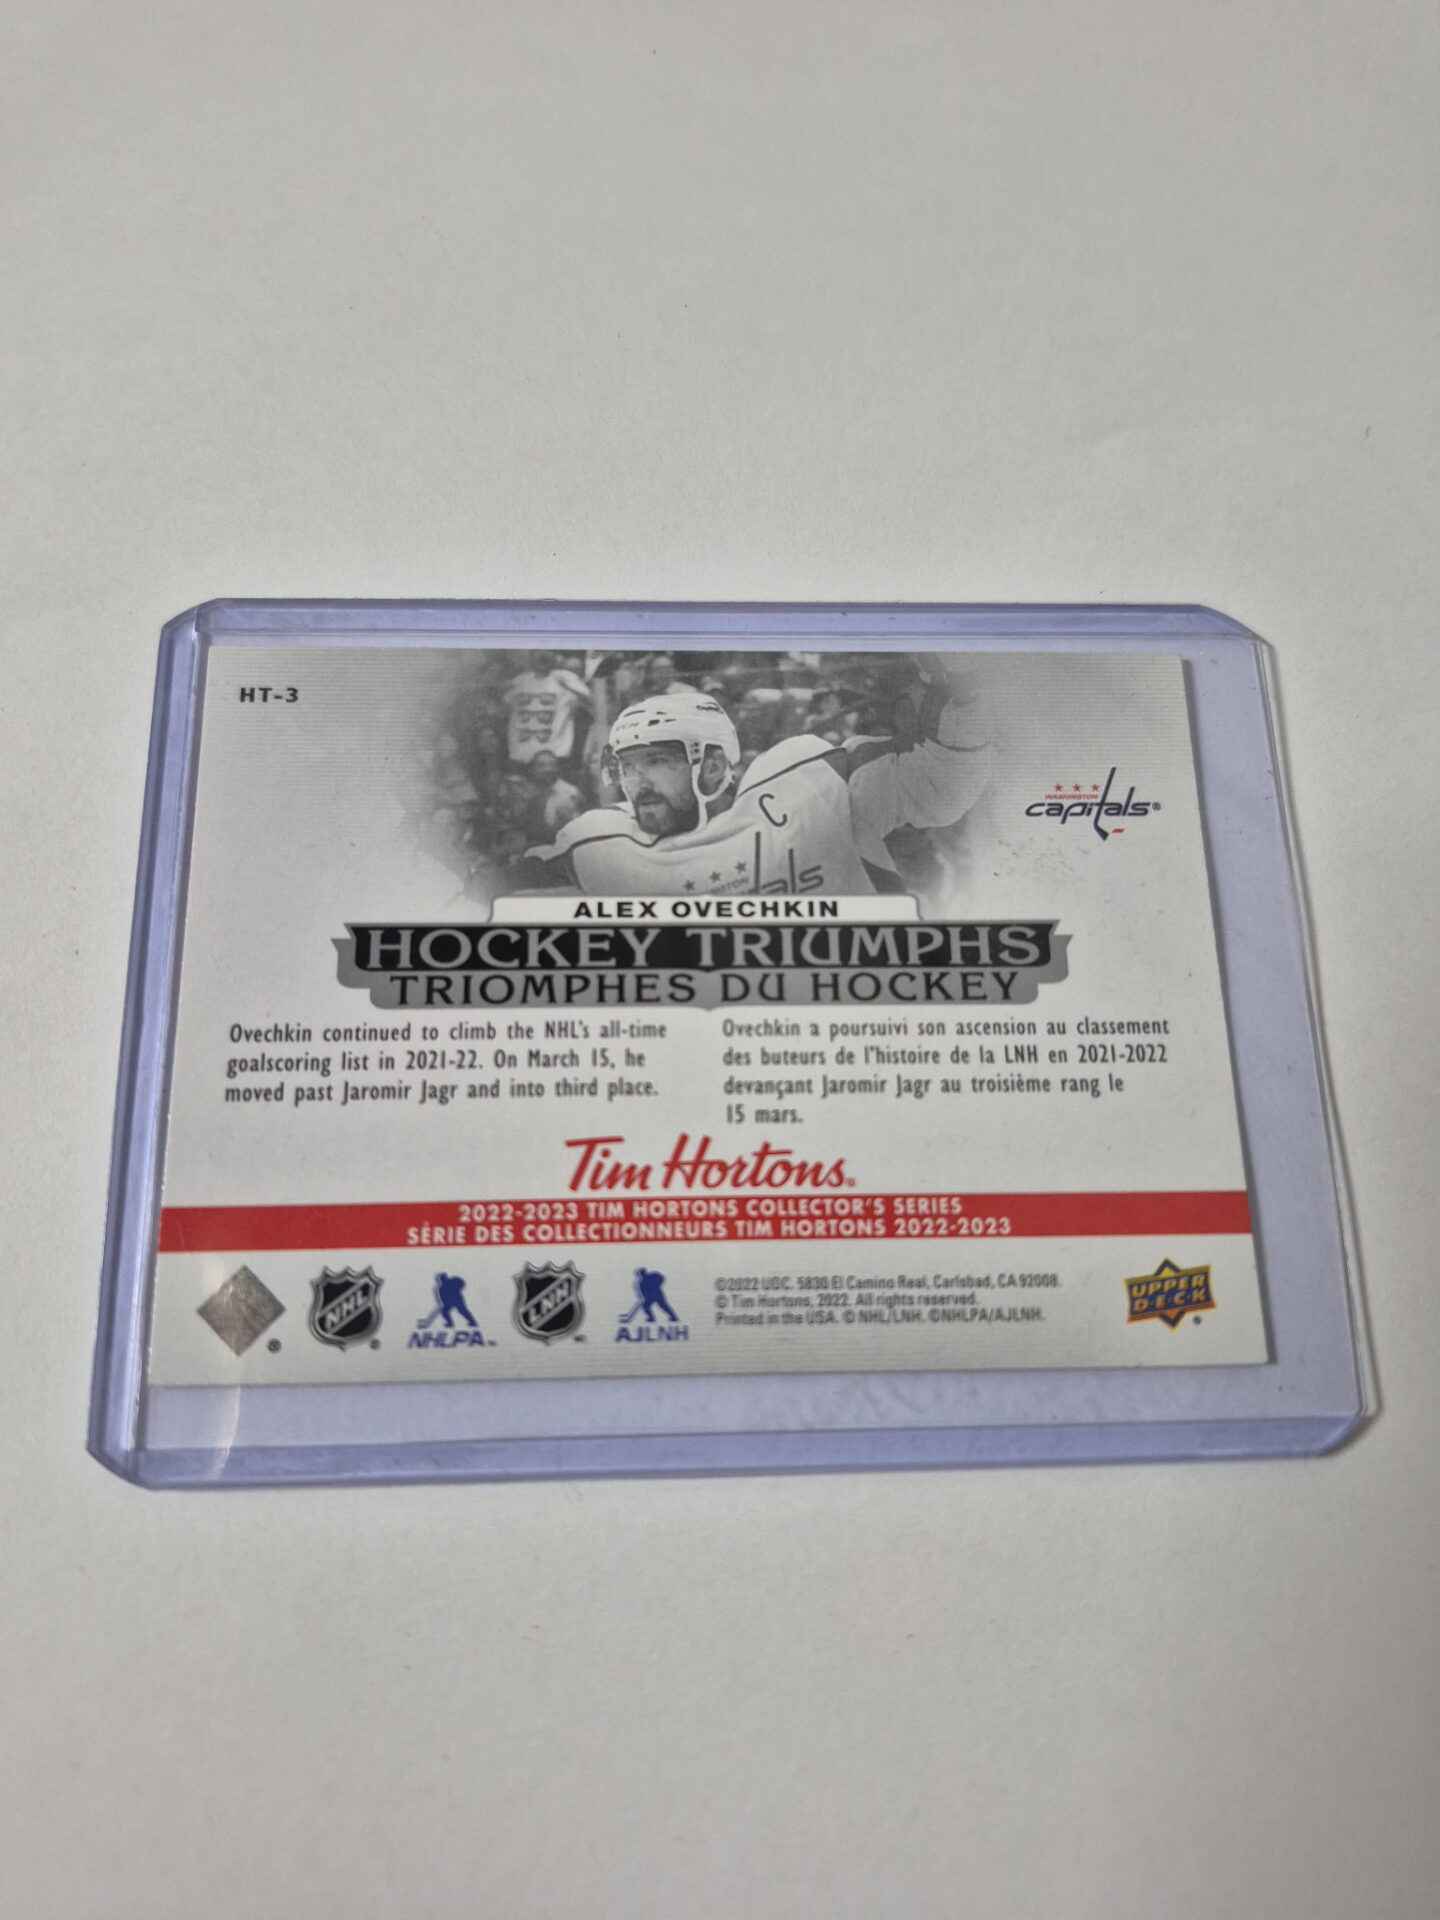 HT-3
WASHINGTON
capitals®
C
ALEX OVECHKIN
HOCKEY TRIUMPHS
TRIOMPHES DU HOCKEY
Ovechkin continued to climb the NHL's all-time
goalscoring list in 2021-22. On March 15, he
moved past Jaromir Jagr and into third place.
Ovechkin a poursuivi son ascension au classement
des buteurs de l'histoire de la LNH en 2021-2022
devançant Jaromir Jagr au troisième rang le
15 mars.
Tim Hortons®
2022-2023 TIM HORTONS COLLECTOR'S SERIES
SÉRIE DES COLLECTIONNEURS TIM HORTONS 2022-2023
NHL
NHLPA™
LNH
AJLNH
©2022 UDC. 5830 El Camino Real, Carlsbad, CA 92008.
© Tim Hortons, 2022. All rights reserved.
Printed in the USA. © NHL/LNH. ©NHLPA/AJLNH.
UPPER
D·E·C·K